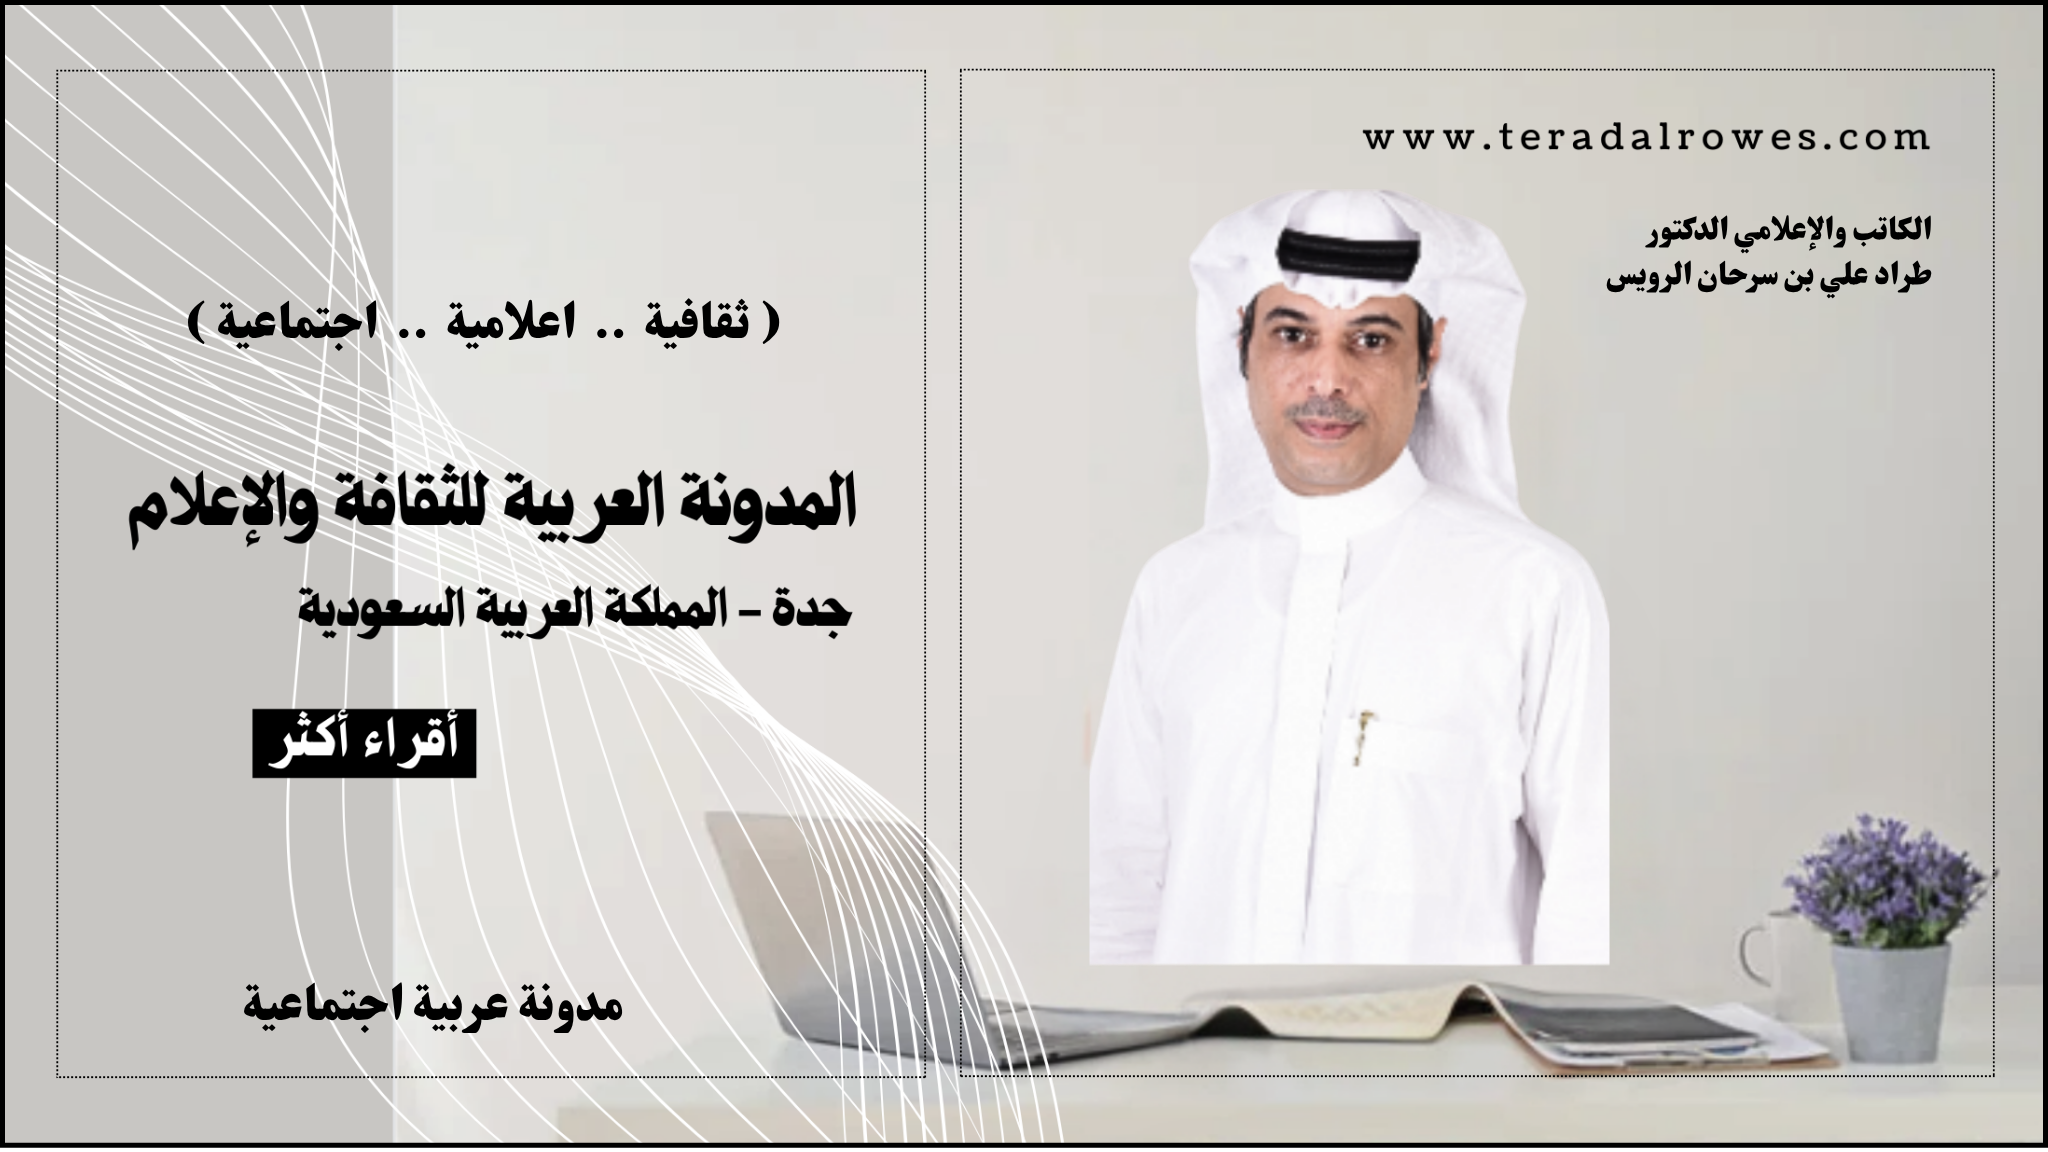 www.teradalrowes.com
الكاتب والإعلامي الدكتور
طراد علي بن سرحان الرويس
( ثقافية .. اعلامية .. اجتماعية )
المدونة العربية للثقافة والإعلام
جدة - المملكة العربية السعودية
أقراء أكثر
مدونة عربية اجتماعية